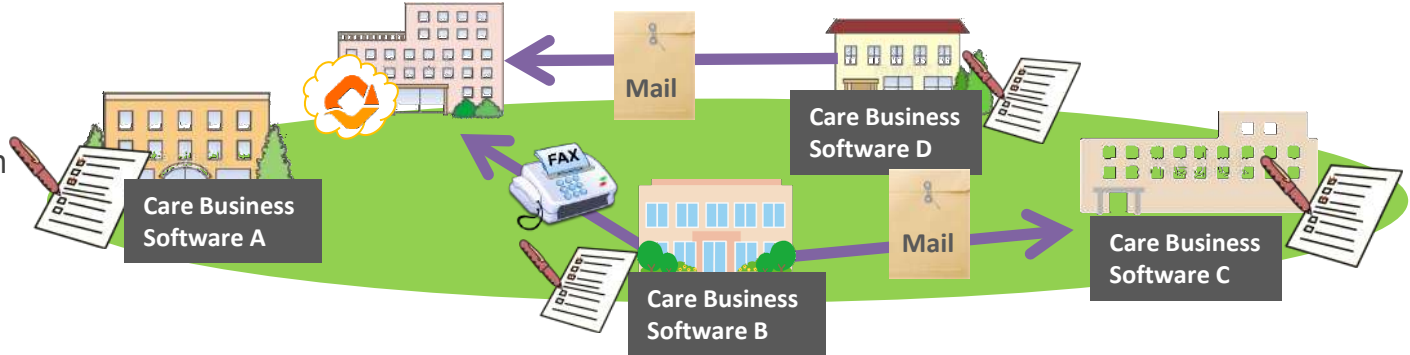 Mail
Care Business
Software D
FAX
Care Business
Software A
Mail
Care Business
Software C
Care Business
Software B